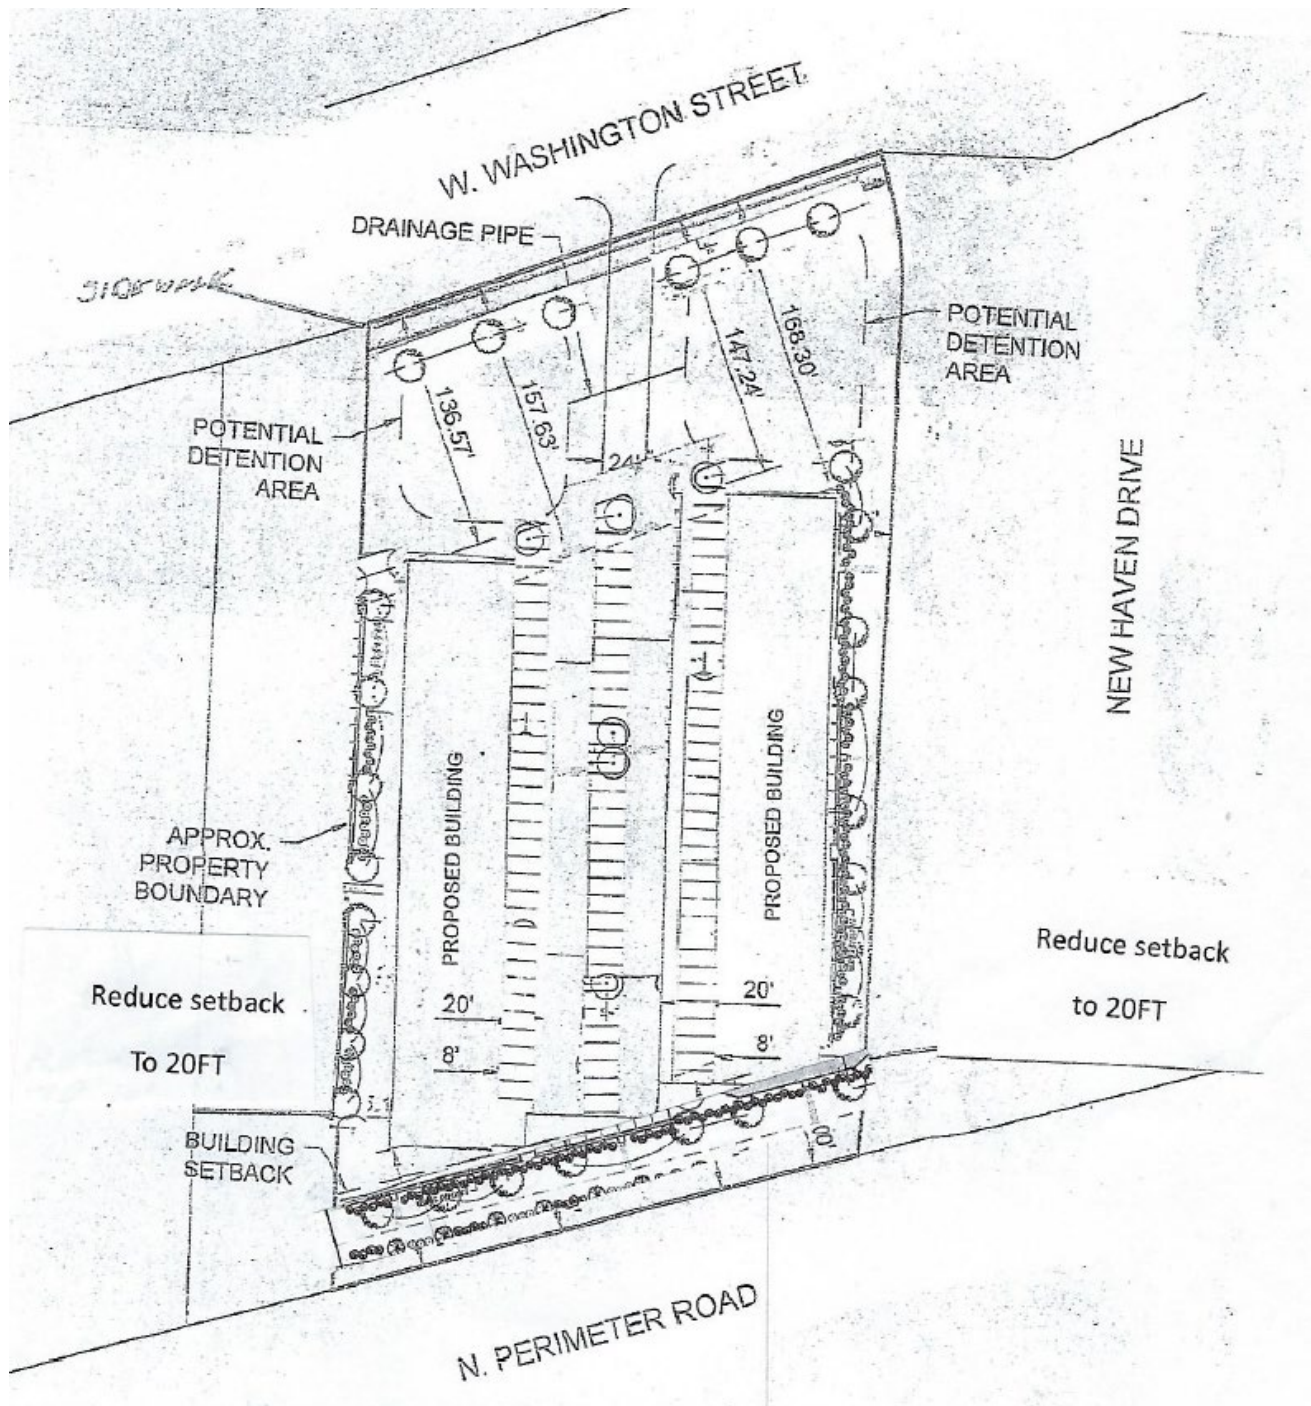 W. WASHINGTON STREET
DRAINAGE PIPE
SIDEWALK
POTENTIAL
DETENTION
AREA
136.57'
157.63'
147.24'
168.30'
POTENTIAL
DETENTION
AREA
24'
NEW HAVEN DRIVE
PROPOSED BUILDING
PROPOSED BUILDING
APPROX.
PROPERTY
BOUNDARY
Reduce setback
To 20FT
Reduce setback
to 20FT
20'
8'
20'
8'
BUILDING
SETBACK
N. PERIMETER ROAD